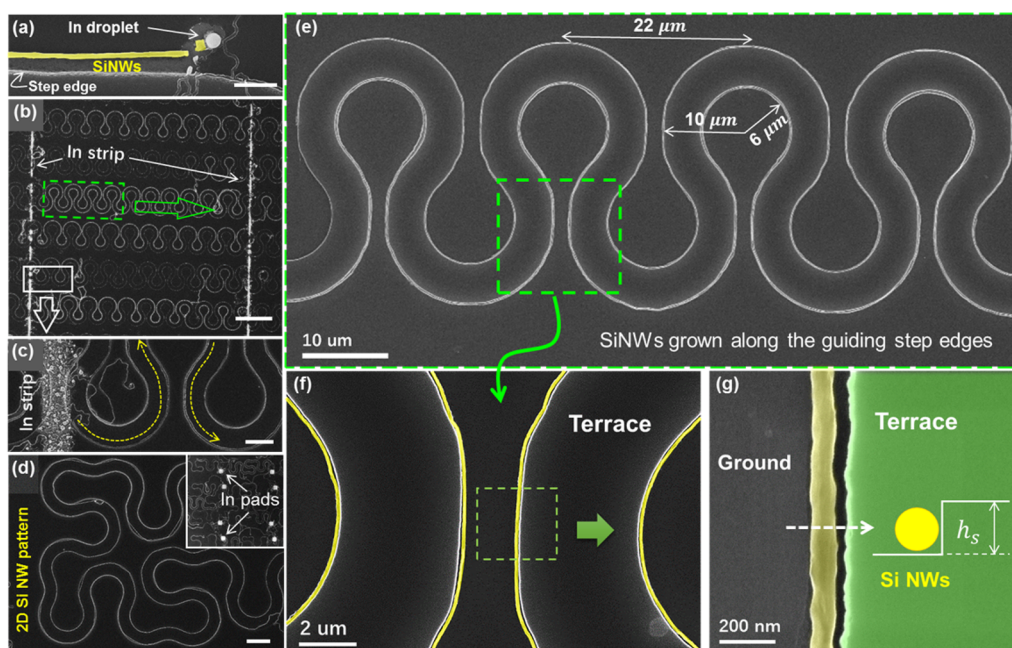 (a)
In droplet
SiNWs
Step edge
(b)
In strip
(c)
In strip
(d)
In pads
2D Si NW pattern
(e)
22 μm
10 μm
6 μm
10 um
SiNWs grown along the guiding step edges
(f)
Terrace
2 um
(g)
Terrace
Ground
hs
Si NWs
200 nm